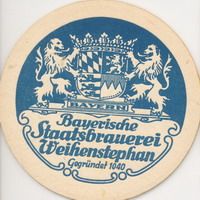 BAYERN
Bayerische
Staatsbrauerei
Weihenstephan
Gegründet 1040